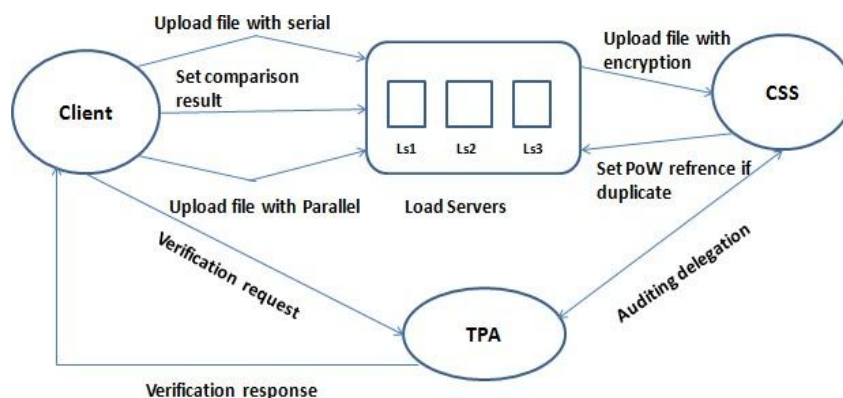 Upload file with serial
Upload file with
encryption
Set comparison
result
Client
CSS
Ls1
Ls2
Ls3
Set PoW refrence if
duplicate
Upload file with Parallel
Load Servers
Verification
request
Auditing delegation
TPA
Verification response